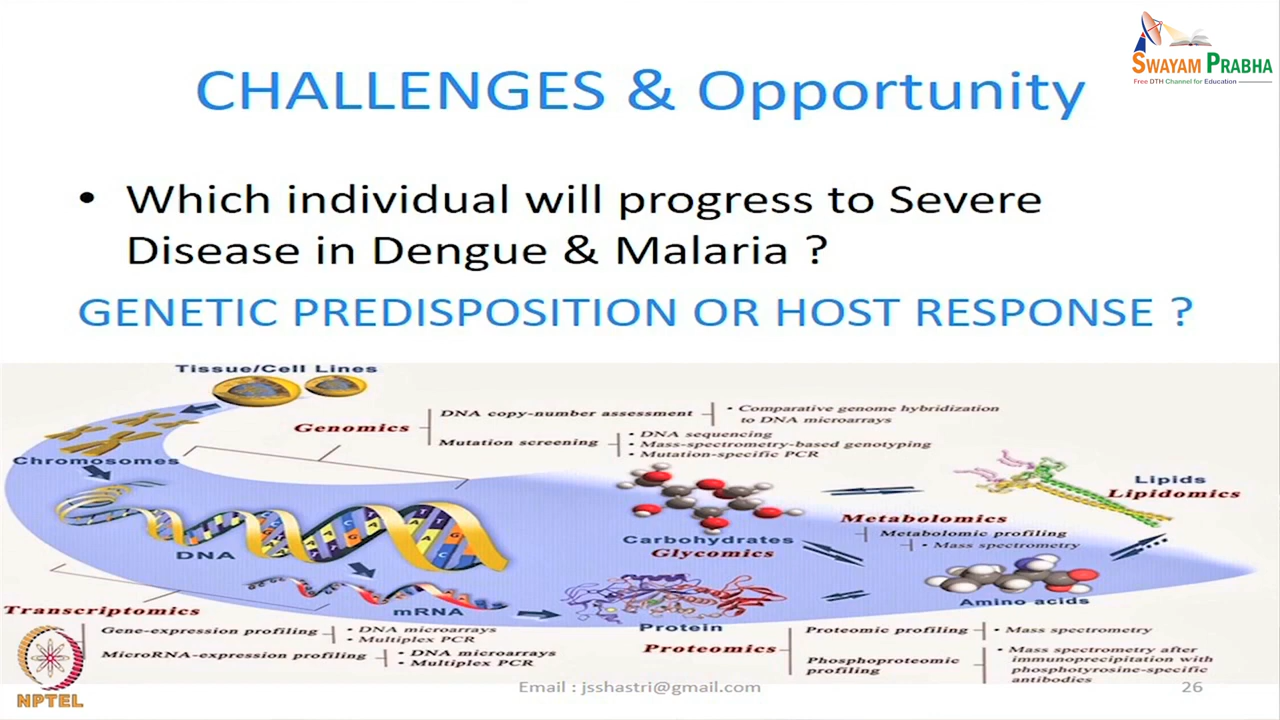 SWAYAM PRABHA
Free DTH Channel for Education
CHALLENGES & Opportunity
• Which individual will progress to Severe
Disease in Dengue & Malaria ?
GENETIC PREDISPOSITION OR HOST RESPONSE ?
Tissue/Cell Lines
Genomics
DNA copy-number assessment
• Comparative genome hybridization
to DNA microarrays
Mutation screening
• DNA sequencing
• Mass-spectrometry-based genotyping
• Mutation-specific PCR
Chromosomes
DNA
mRNA
Carbohydrates
Glycomics
Lipids
Lipidomics
Metabolomics
Metabolomic profiling
• Mass spectrometry
Amino acids
Protein
Proteomics
Proteomic profiling
• Mass spectrometry
Phosphoproteomic
profiling
• Mass spectrometry after
immunoprecipitation with
phosphotyrosine-specific
antibodies
Transcriptomics
Gene-expression profiling
• DNA microarrays
• Multiplex PCR
MicroRNA-expression profiling
• DNA microarrays
• Multiplex PCR
NPTEL
Email : jsshastri@gmail.com
26